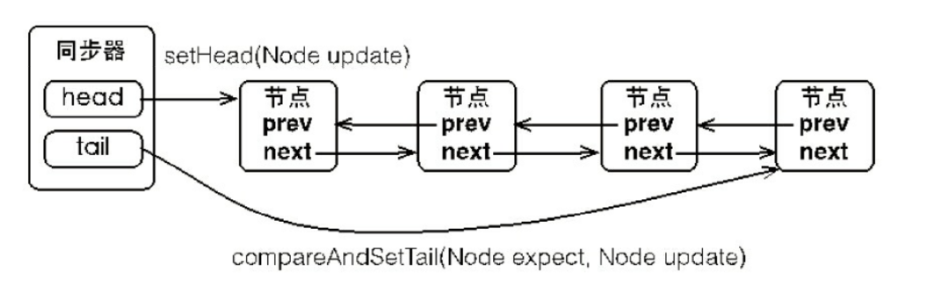 同步器
head
tail
setHead(Node update)
节点
prev
next
节点
prev
next
节点
prev
next
节点
prev
next
compareAndSetTail(Node expect, Node update)